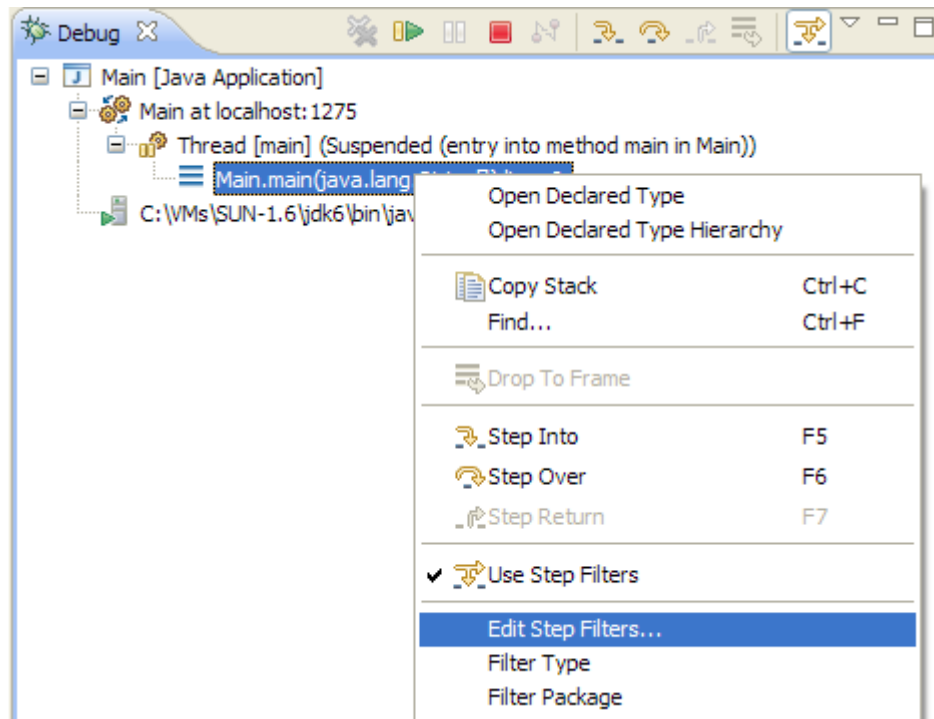 Debug
Main [Java Application]
Main at localhost:1275
Thread [main] (Suspended (entry into method main in Main))
Main.main(java.lang
C:\VMs\SUN-1.6\jdk6\bin\jav
Open Declared Type
Open Declared Type Hierarchy
Copy Stack Ctrl+C
Find... Ctrl+F
Drop To Frame
Step Into F5
Step Over F6
Step Return F7
Use Step Filters
Edit Step Filters...
Filter Type
Filter Package